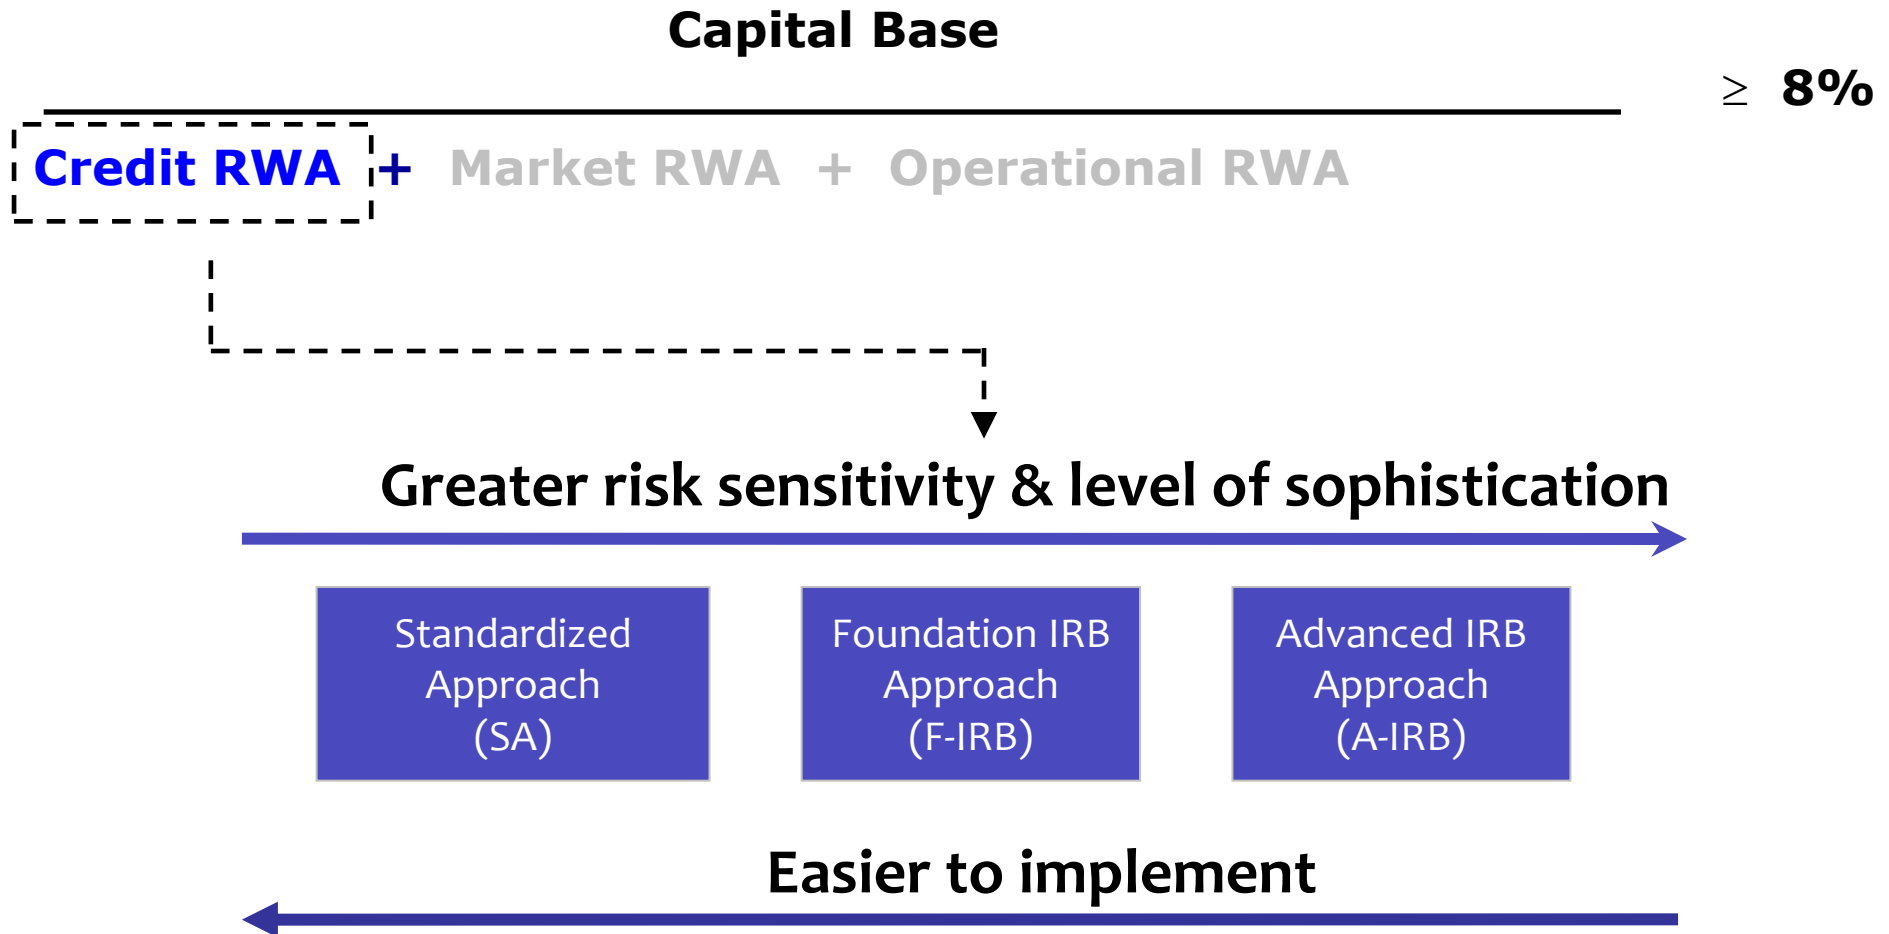 Capital Base
≥ 8%
Credit RWA + Market RWA + Operational RWA
Greater risk sensitivity & level of sophistication
Standardized
Approach
(SA)
Foundation IRB
Approach
(F-IRB)
Advanced IRB
Approach
(A-IRB)
Easier to implement